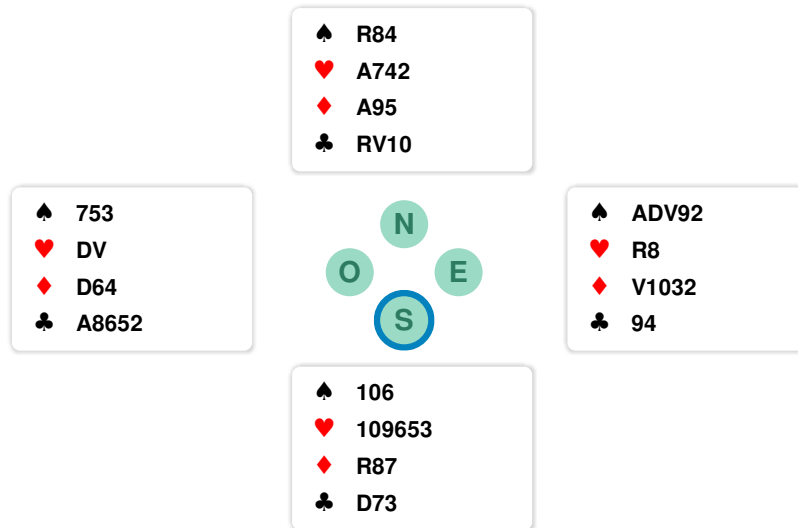 ♠ R84
♥ A742
♦ A95
♣ RV10
♠ 753
♥ DV
♦ D64
♣ A8652
N
O E
S
♠ ADV92
♥ R8
♦ V1032
♣ 94
♠ 106
♥ 109653
♦ R87
♣ D73